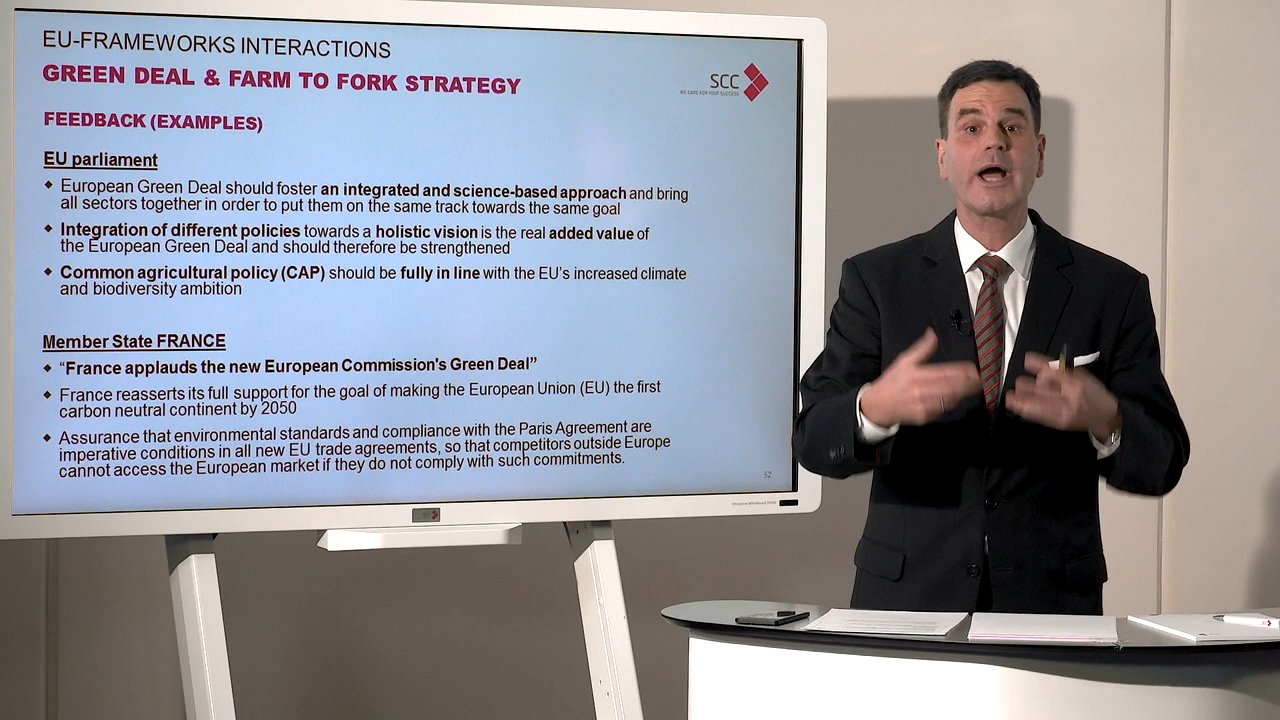 EU-FRAMEWORKS INTERACTIONS
GREEN DEAL & FARM TO FORK STRATEGY
SCC
WE CARE FOR YOUR SUCCESS
FEEDBACK (EXAMPLES)
EU parliament
European Green Deal should foster an integrated and science-based approach and bring
all sectors together in order to put them on the same track towards the same goal
Integration of different policies towards a holistic vision is the real added value of
the European Green Deal and should therefore be strengthened
Common agricultural policy (CAP) should be fully in line with the EU's increased climate
and biodiversity ambition
Member State FRANCE
“France applauds the new European Commission's Green Deal”
France reasserts its full support for the goal of making the European Union (EU) the first
carbon neutral continent by 2050
Assurance that environmental standards and compliance with the Paris Agreement are
imperative conditions in all new EU trade agreements, so that competitors outside Europe
cannot access the European market if they do not comply with such commitments.
52